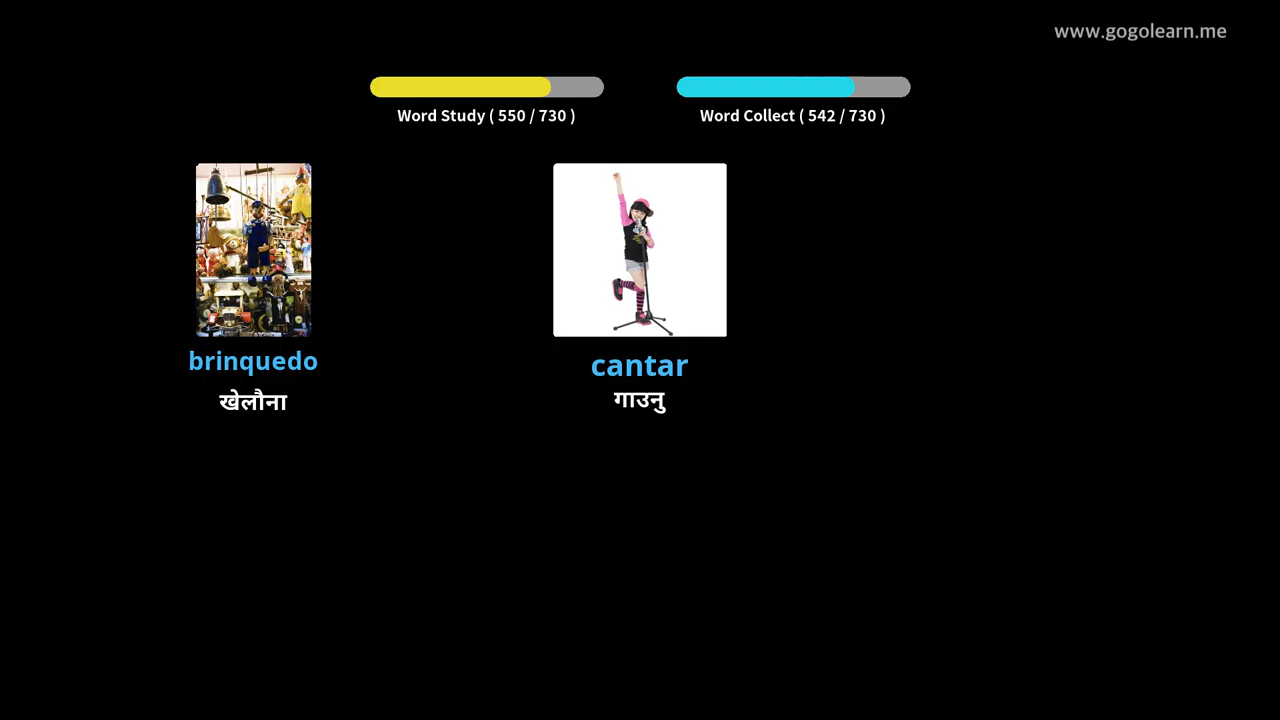 www.gogolearn.me
Word Study ( 550 / 730 )
Word Collect ( 542 / 730 )
brinquedo
खेलौना
cantar
गाउनु